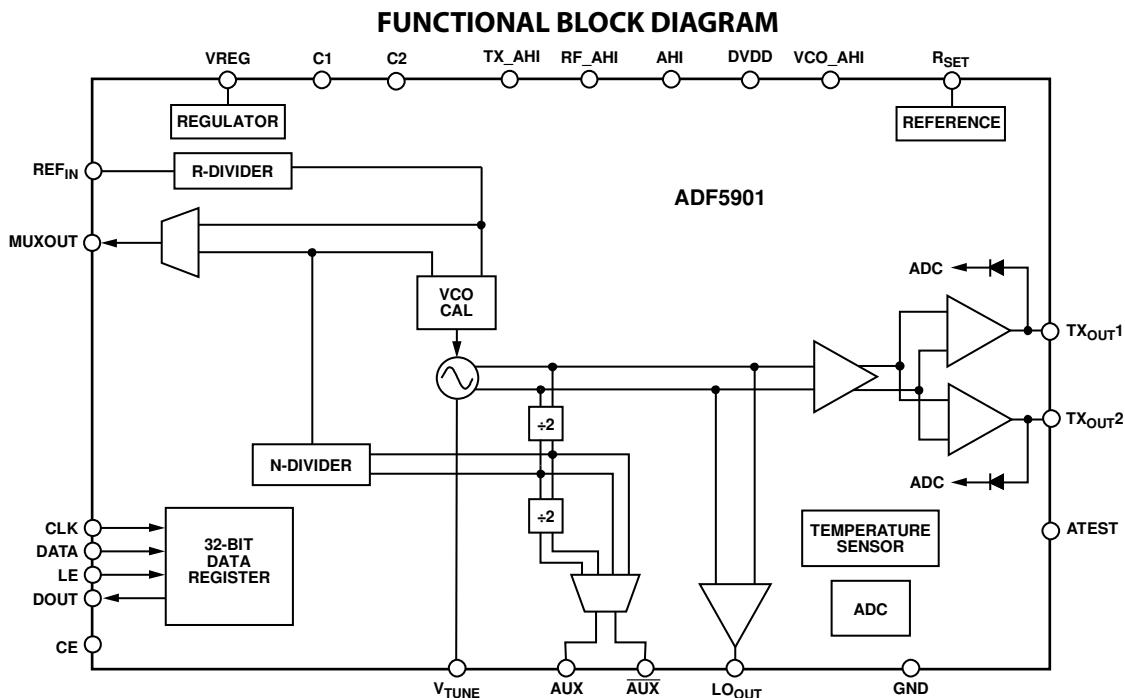 FUNCTIONAL BLOCK DIAGRAM
VREG C1 C2 TX_AHI RF_AHI AHI DVDD VCO_AHI RSET
REGULATOR
REFERENCE
REFIN
R-DIVIDER
ADF5901
MUXOUT
VCO
CAL
ADC
TXOUT1
÷2
TXOUT2
N-DIVIDER
ADC
÷2
CLK
DATA
LE
DOUT
CE
32-BIT
DATA
REGISTER
TEMPERATURE
SENSOR
ATEST
ADC
VTUNE AUX AUX LOOUT GND